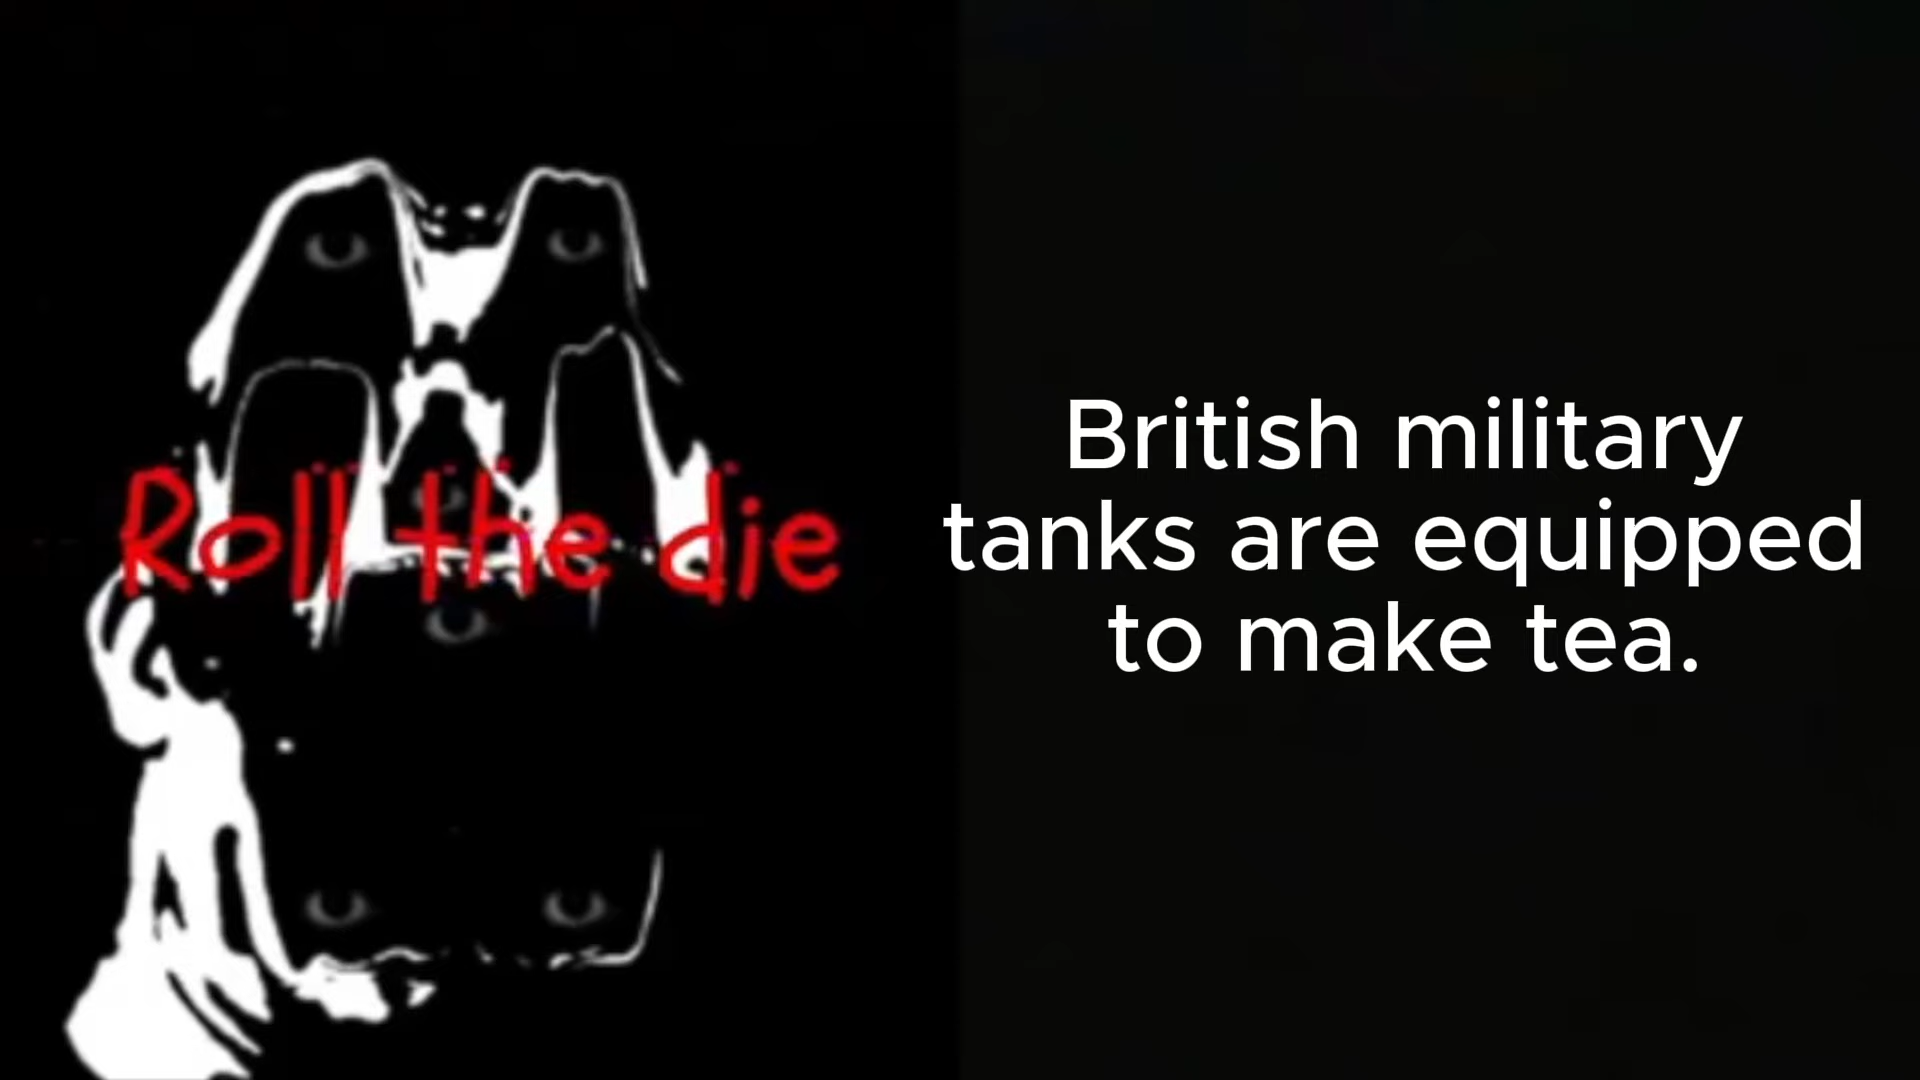 Roll the die
British military
tanks are equipped
to make tea.